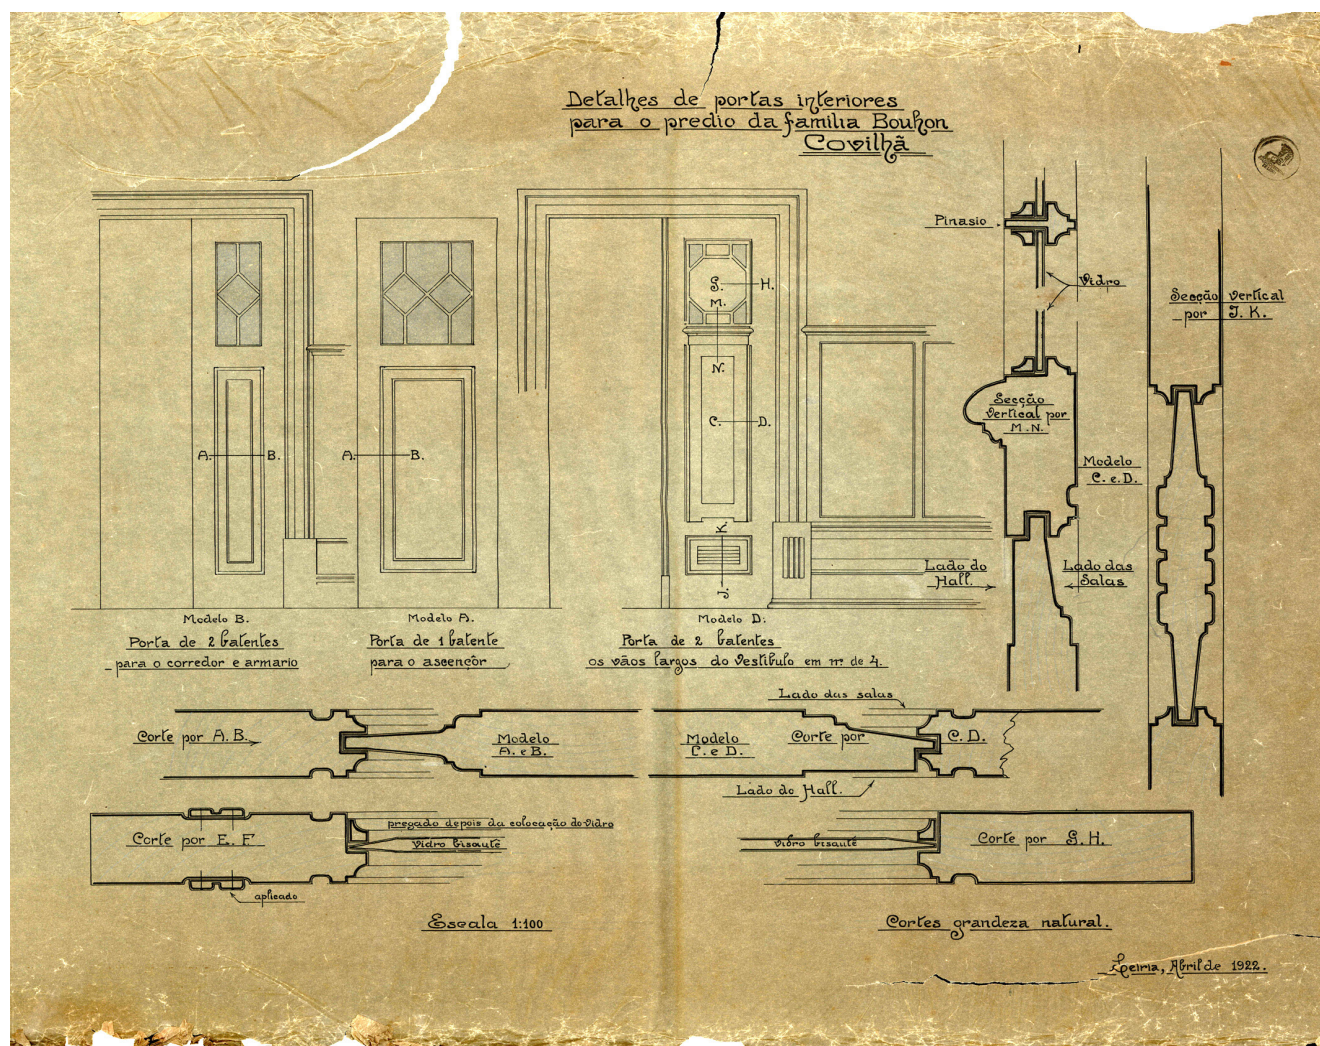 Detalhes de portas interiores
para o predio da familia Bouhon
Covilhã
Pinasio
Vidro
Secção vertical
por J. K.
S. H.
M.
N.
C. D.
K.
J.
A. B.
A. B.
Secção
vertical por
M. N.
Modelo
C. e D.
Lado do
Hall.
Lado das
Salas
Modelo B.
Porta de 2 batentes
para o corredor e armario
Modelo A.
Porta de 1 batente
para o ascençor
Modelo D.
Porta de 2 batentes
os vãos largos do vestibulo em nº de 4.
Lado das salas
Corte por A. B.
Modelo
A. e B.
Modelo
C. e D.
Corte por C. D.
Lado do Hall.
Corte por E. F
pregado depois da colocação do vidro
vidro bisauté
aplicado
vidro bisauté
Corte por S. H.
Escala 1:100
Cortes grandeza natural.
Leiria, Abril de 1922.